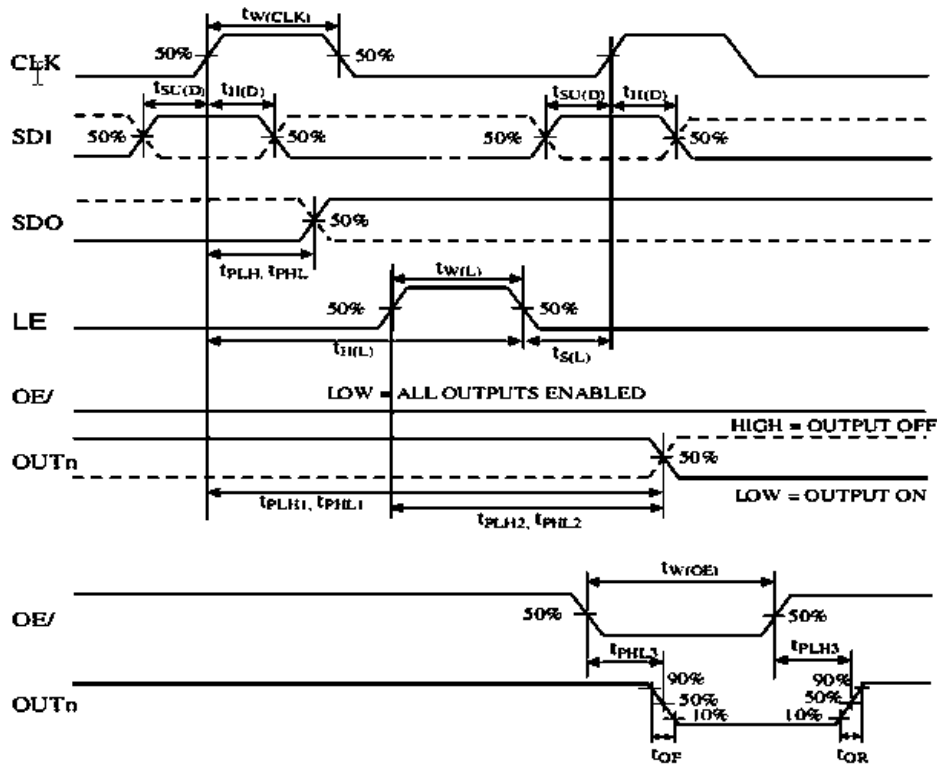 tW(CLK)
CLK 50% 50% 50%
tSU(D) tH(D) tSU(D) tH(D)
SDI 50% 50% 50% 50%
SDO 50%
tPLH, tPHL
tW(L)
LE 50% 50%
tH(L) tS(L)
OE/ LOW = ALL OUTPUTS ENABLED
HIGH = OUTPUT OFF
OUTn 50%
LOW = OUTPUT ON
tPLH1, tPHL1
tPLH2, tPHL2
tW(OE)
OE/ 50% 50%
tPHL3 tPLH3
90% 90%
OUTn 50% 50%
10% 10%
tOF tOR